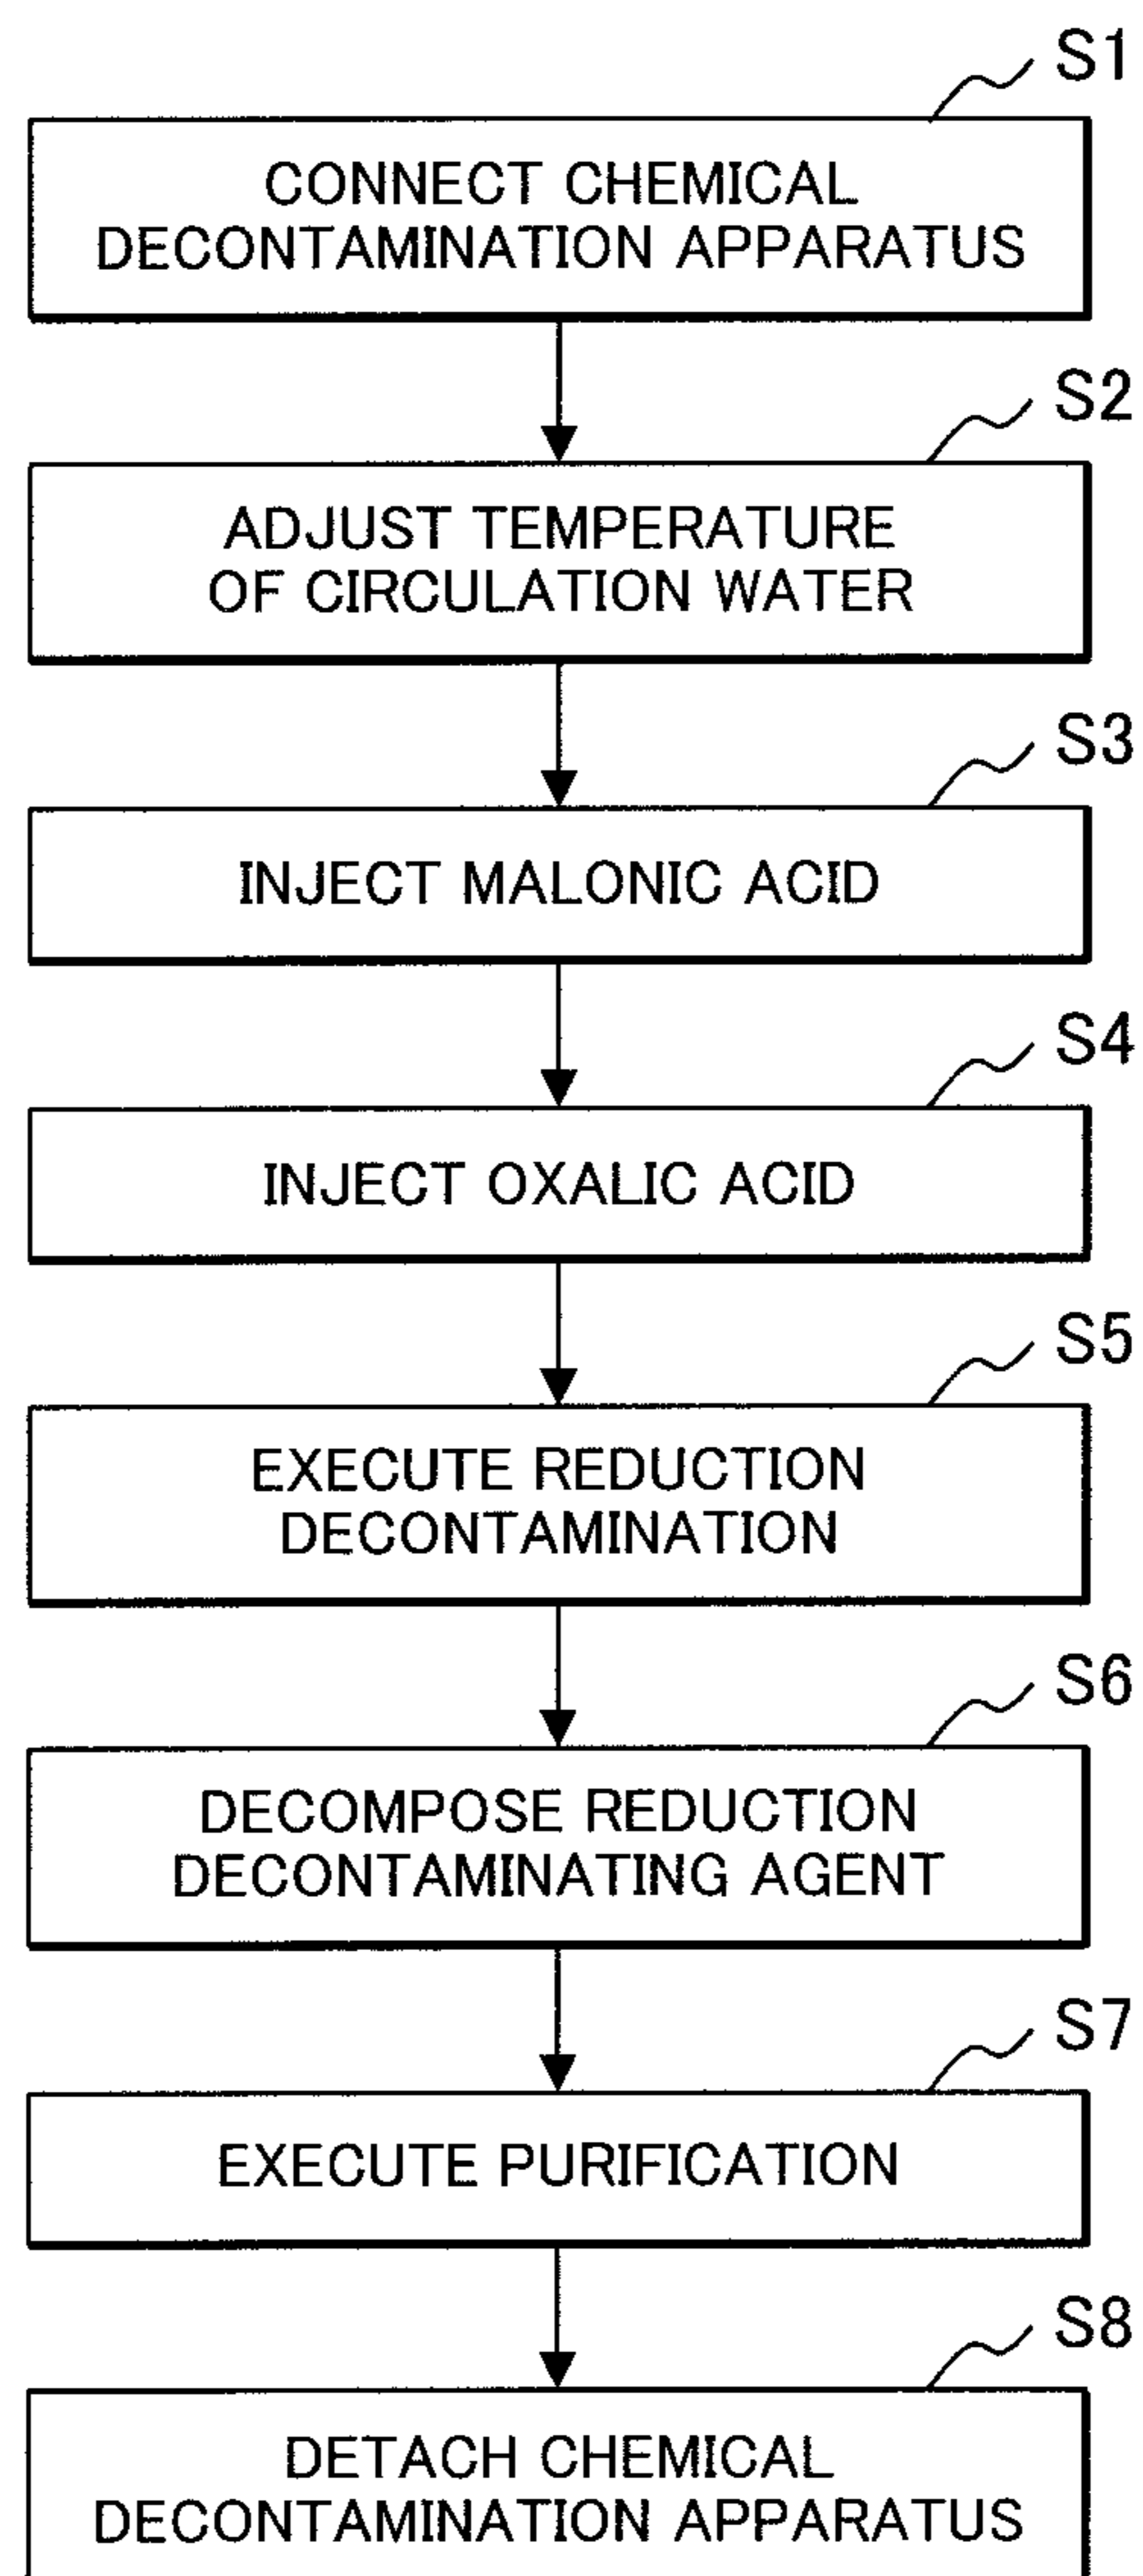 S1
CONNECT CHEMICAL
DECONTAMINATION APPARATUS
S2
ADJUST TEMPERATURE
OF CIRCULATION WATER
S3
INJECT MALONIC ACID
S4
INJECT OXALIC ACID
S5
EXECUTE REDUCTION
DECONTAMINATION
S6
DECOMPOSE REDUCTION
DECONTAMINATING AGENT
S7
EXECUTE PURIFICATION
S8
DETACH CHEMICAL
DECONTAMINATION APPARATUS